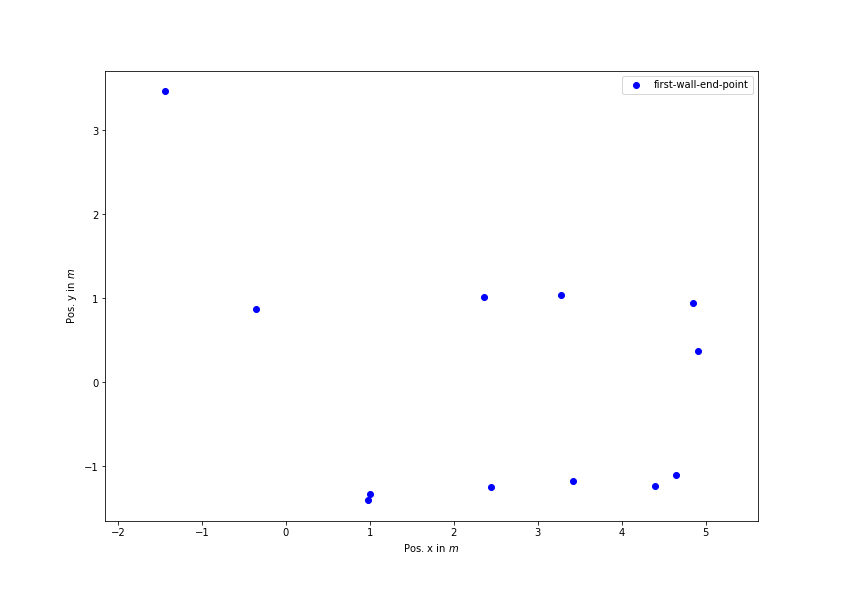 first-wall-end-point
3
2
1
0
−1
Pos. y in m
−2 −1 0 1 2 3 4 5
Pos. x in m